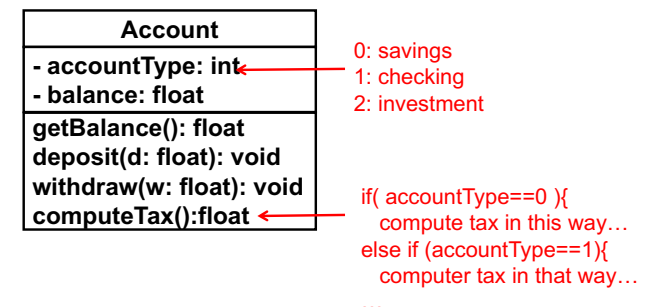 Account
- accountType: int
- balance: float
getBalance(): float
deposit(d: float): void
withdraw(w: float): void
computeTax():float
0: savings
1: checking
2: investment
if( accountType==0 ){
compute tax in this way…
else if (accountType==1){
computer tax in that way…
…